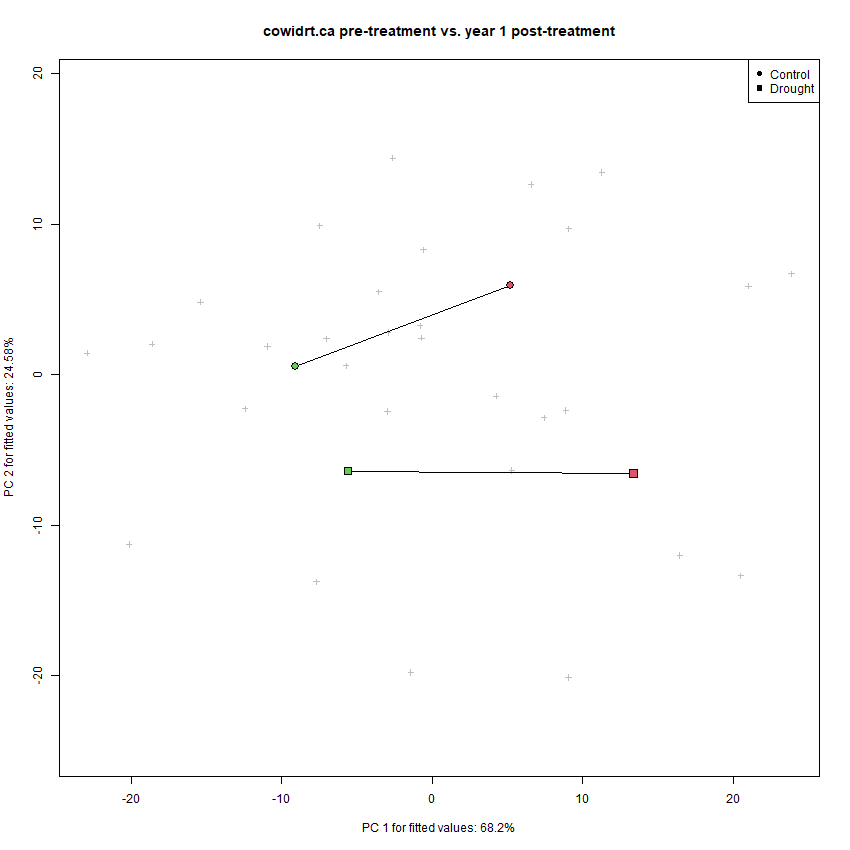 cowidrt.ca pre-treatment vs. year 1 post-treatment
Control
Drought
20
10
0
-10
-20
PC 2 for fitted values: 24.58%
-20
-10
0
10
20
PC 1 for fitted values: 68.2%